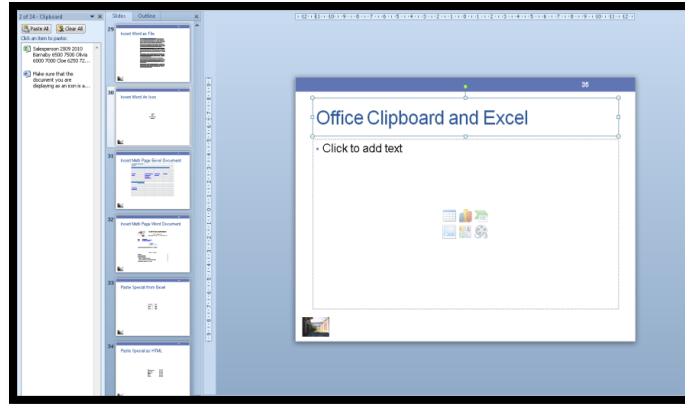 2 of 24 - Clipboard
Paste All Clear All
Click an item to paste:
Salesperson 2009 2010
Barnaby 6500 7500 Olivia
6000 7000 Cloe 6250 72...
Make sure that the
document you are
displaying as an icon is a...
Slides Outline
29
Insert Word as File
30
Insert Word As Icon
31
Insert Multi Page Excel Document
32
Insert Multi Page Word Document
33
Paste Special from Excel
34
Paste Special as HTML
36
Office Clipboard and Excel
Click to add text